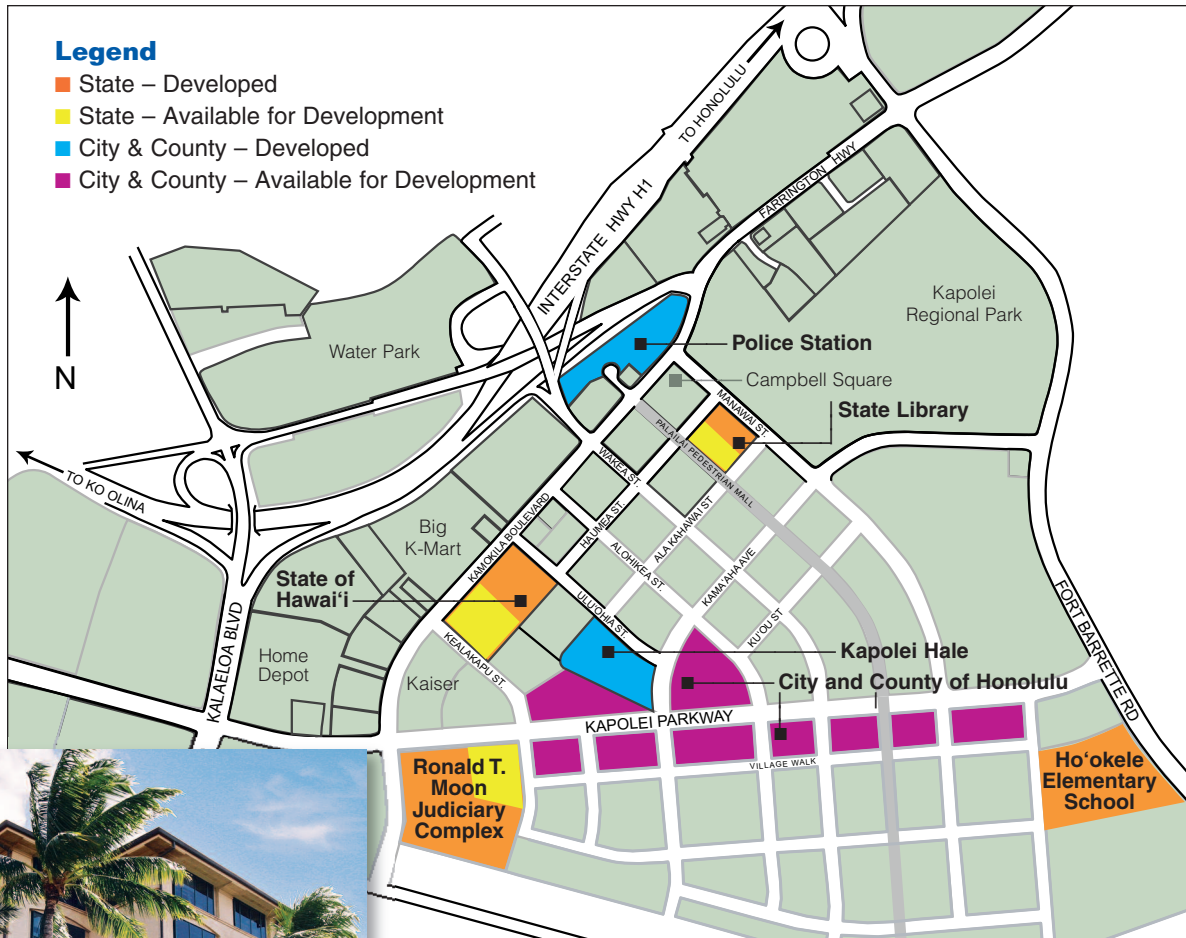 Legend
State – Developed
State – Available for Development
City & County – Developed
City & County – Available for Development
N
TO HONOLULU
INTERSTATE HWY H1
FARRINGTON HWY
Water Park
Kapolei
Regional Park
Police Station
Campbell Square
MANAWAI ST.
State Library
PALAILAI PEDESTRIAN MALL
WAKEA ST.
TO KO OLINA
Big
K-Mart
KAMOKILA BOULEVARD
HAUMEA ST.
ALOHIKEA ST.
ALA KAHAWAI ST
KAMA'AHA AVE
KU'OU ST
State of
Hawai‘i
ULU'OHIA ST.
KEALAKAPU ST.
KALAELOA BLVD
Home
Depot
Kaiser
Kapolei Hale
City and County of Honolulu
FORT BARRETTE RD
KAPOLEI PARKWAY
VILLAGE WALK
Ronald T.
Moon
Judiciary
Complex
Ho‘okele
Elementary
School